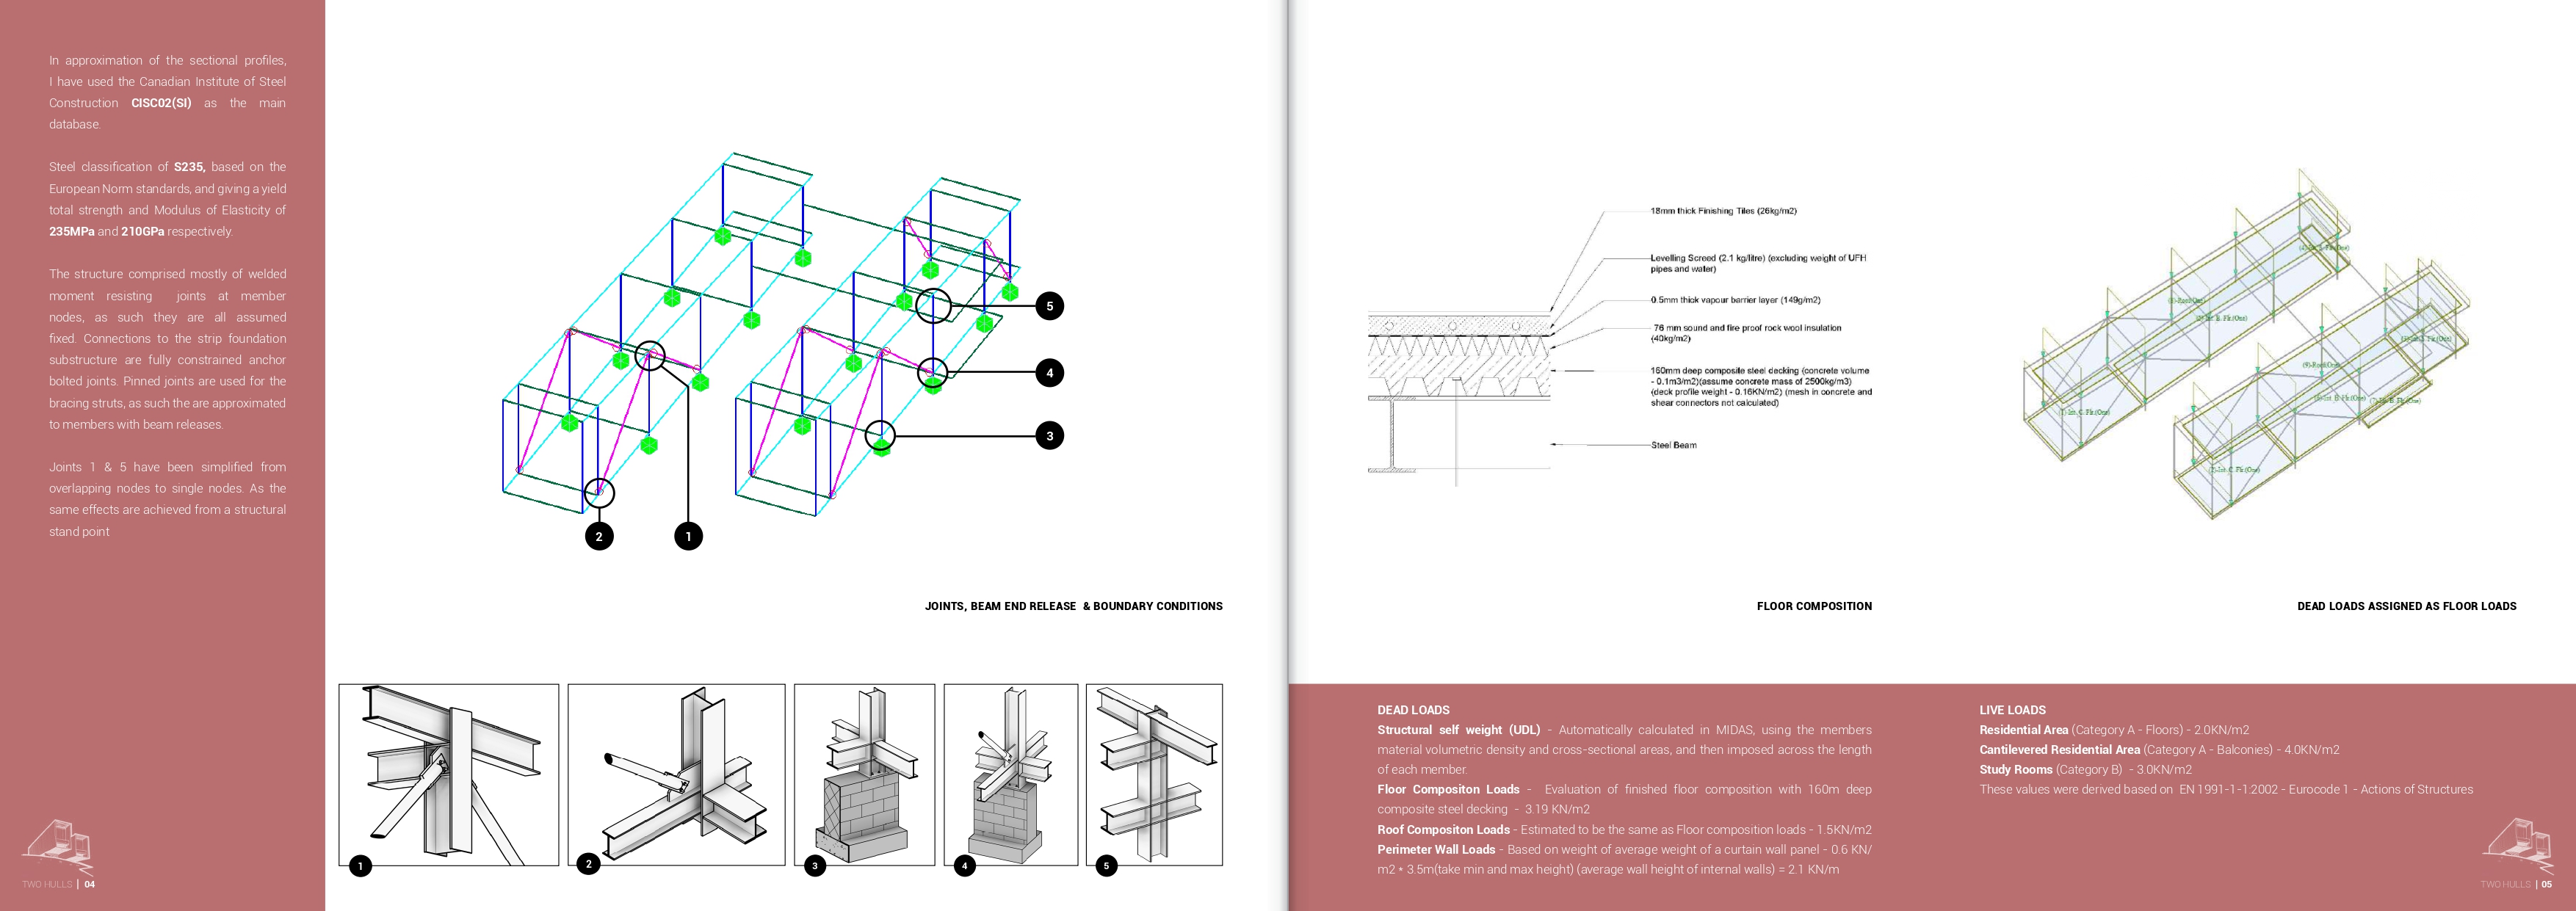 In approximation of the sectional profiles,
I have used the Canadian Institute of Steel
Construction CISC02(SI) as the main
database.
Steel classification of S235, based on the
European Norm standards, and giving a yield
total strength and Modulus of Elasticity of
235MPa and 210GPa respectively.
The structure comprised mostly of welded
moment resisting joints at member
nodes, as such they are all assumed
fixed. Connections to the strip foundation
substructure are fully constrained anchor
bolted joints. Pinned joints are used for the
bracing struts, as such the are approximated
to members with beam releases.
Joints 1 & 5 have been simplified from
overlapping nodes to single nodes. As the
same effects are achieved from a structural
stand point
TWO HULLS | 04
5
4
3
2
1
JOINTS, BEAM END RELEASE & BOUNDARY CONDITIONS
1
2
3
4
5
18mm thick Finishing Tiles (26kg/m2)
Levelling Screed (2.1 kg/litre) (excluding weight of UFH
pipes and water)
0.5mm thick vapour barrier layer (149g/m2)
76 mm sound and fire proof rock wool insulation
(40kg/m2)
160mm deep composite steel decking (concrete volume
- 0.1m3/m2)(assume concrete mass of 2500kg/m3)
(deck profile weight - 0.16KN/m2) (mesh in concrete and
shear connectors not calculated)
Steel Beam
FLOOR COMPOSITION
DEAD LOADS ASSIGNED AS FLOOR LOADS
DEAD LOADS
Structural self weight (UDL) - Automatically calculated in MIDAS, using the members
material volumetric density and cross-sectional areas, and then imposed across the length
of each member.
Floor Compositon Loads - Evaluation of finished floor composition with 160m deep
composite steel decking - 3.19 KN/m2
Roof Compositon Loads - Estimated to be the same as Floor composition loads - 1.5KN/m2
Perimeter Wall Loads - Based on weight of average weight of a curtain wall panel - 0.6 KN/
m2 * 3.5m(take min and max height) (average wall height of internal walls) = 2.1 KN/m
LIVE LOADS
Residential Area (Category A - Floors) - 2.0KN/m2
Cantilevered Residential Area (Category A - Balconies) - 4.0KN/m2
Study Rooms (Category B) - 3.0KN/m2
These values were derived based on EN 1991-1-1:2002 - Eurocode 1 - Actions of Structures
TWO HULLS | 05